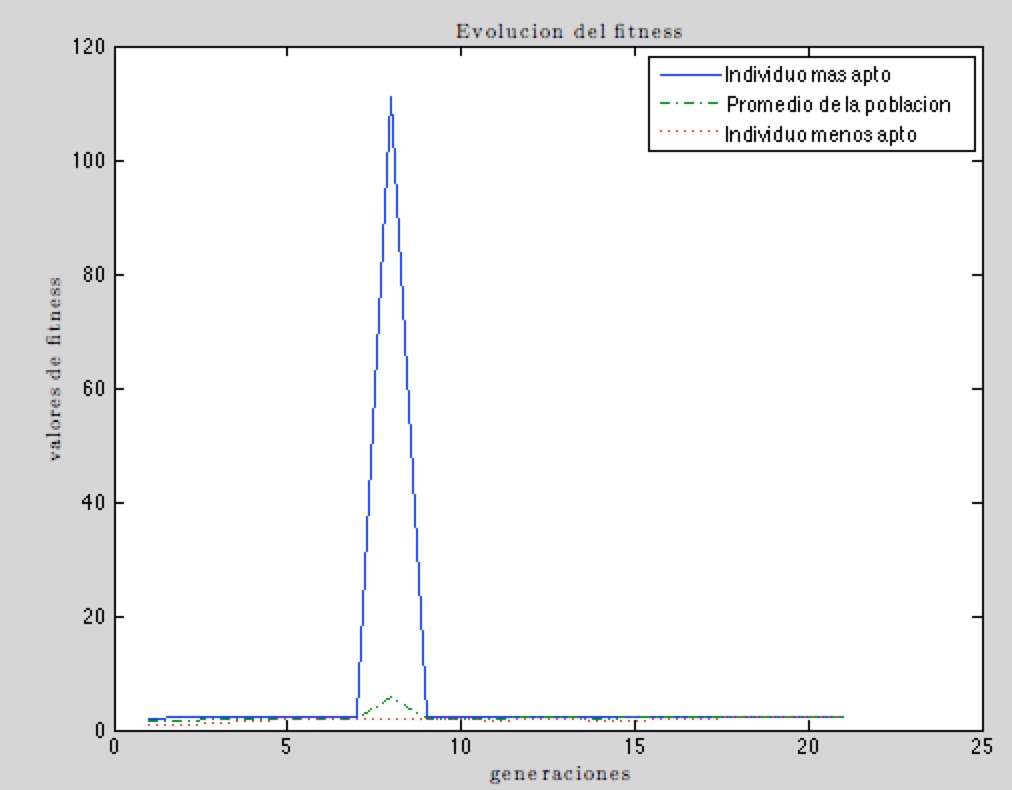 Evolucion del fitness
120
100
80
60
40
20
0
valores de fitness
Individuo mas apto
Promedio de la poblacion
Individuo menos apto
0 5 10 15 20 25
generaciones